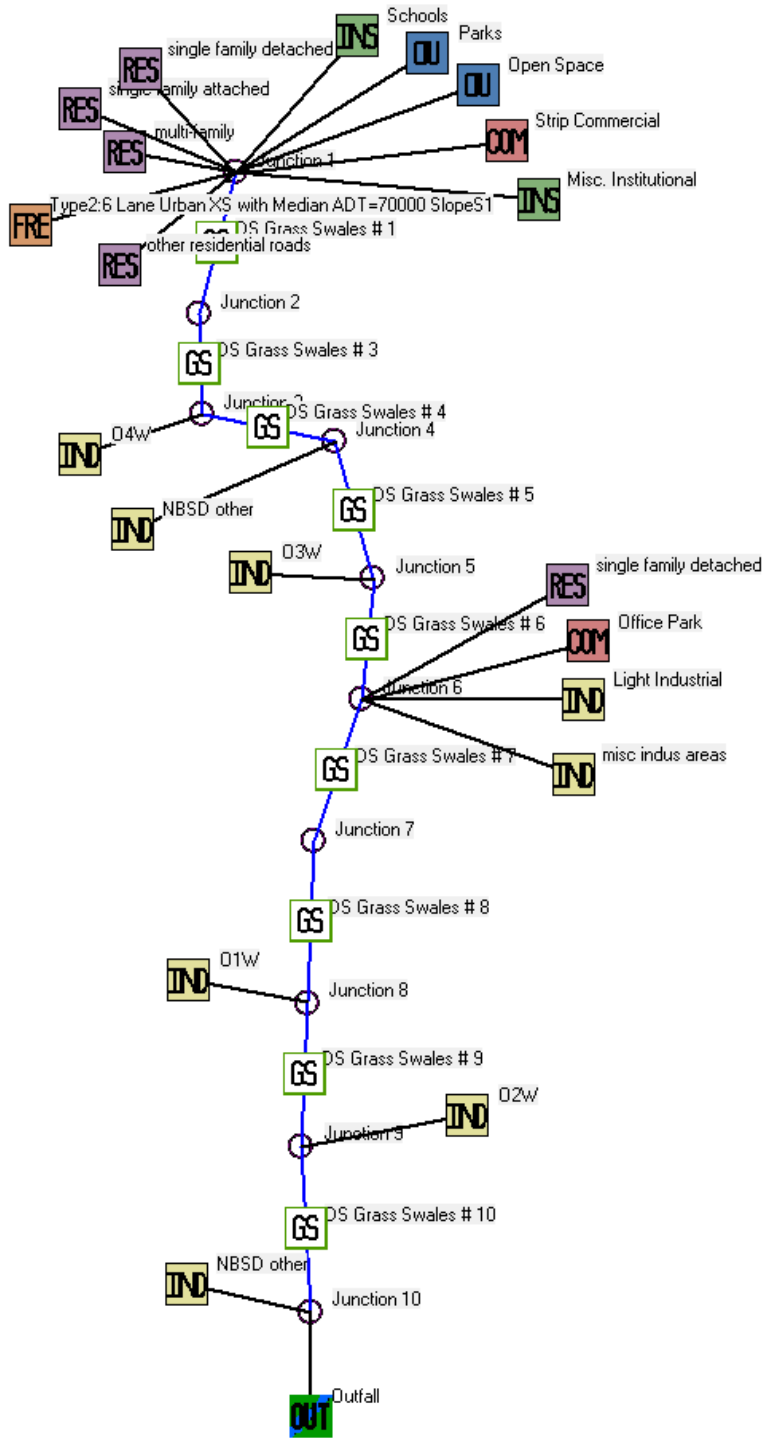 Schools
INS
Parks
OU
single family detached
RES
Open Space
OU
single family attached
RES
Strip Commercial
COM
multi-family
RES
Junction 1
Misc. Institutional
INS
Type2:6 Lane Urban XS with Median ADT=70000 SlopeS1
FRE
DS Grass Swales # 1
GS
other residential roads
RES
Junction 2
DS Grass Swales # 3
GS
Junction 3
DS Grass Swales # 4
GS
Junction 4
O4W
IND
NBSD other
IND
DS Grass Swales # 5
GS
O3W
IND
Junction 5
single family detached
RES
DS Grass Swales # 6
GS
Office Park
COM
Junction 6
Light Industrial
IND
DS Grass Swales # 7
GS
misc indus areas
IND
Junction 7
DS Grass Swales # 8
GS
O1W
IND
Junction 8
DS Grass Swales # 9
GS
O2W
IND
Junction 9
DS Grass Swales # 10
GS
NBSD other
IND
Junction 10
Outfall
OUT